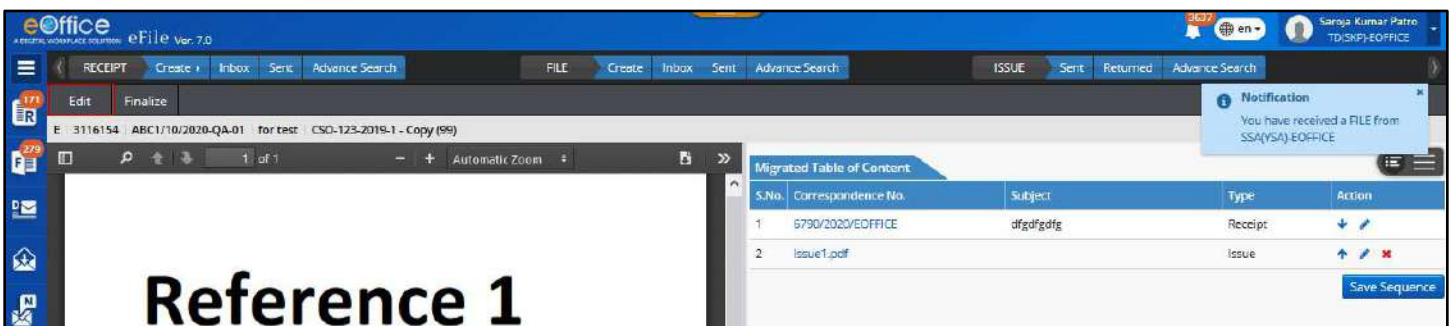 eOffice
A DIGITAL WORKPLACE SOLUTION
eFile Ver. 7.0
3637
en
Saroja Kumar Patro
TD(SKP)-EOFFICE
RECEIPT Create Inbox Sent Advance Search FILE Create Inbox Sent Advance Search ISSUE Sent Returned Advance Search
171
R
Edit Finalize
Notification
You have received a FILE from
SSA(YSA)-EOFFICE
E 3116154 ABC1/10/2020-QA-01 for test CSO-123-2019-1 - Copy (99)
279
F
1 of 1 - + Automatic Zoom
Migrated Table of Content
S.No. Correspondence No. Subject Type Action
D
1 6790/2020/EOFFICE dfgdfgdfg Receipt
2 Issue1.pdf Issue
Save Sequence
N
Reference 1